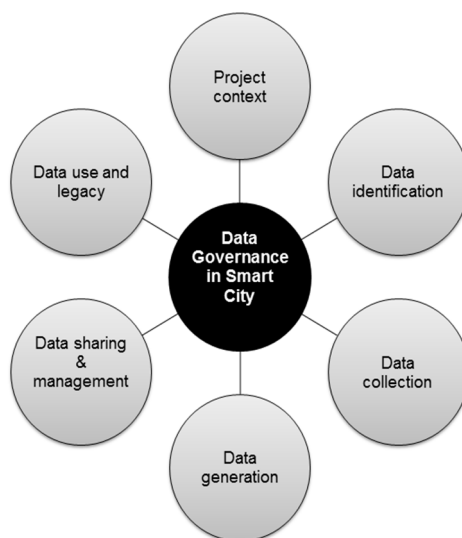 Project
context
Data
identification
Data
collection
Data
generation
Data sharing
&
management
Data use and
legacy
Data
Governance
in Smart
City